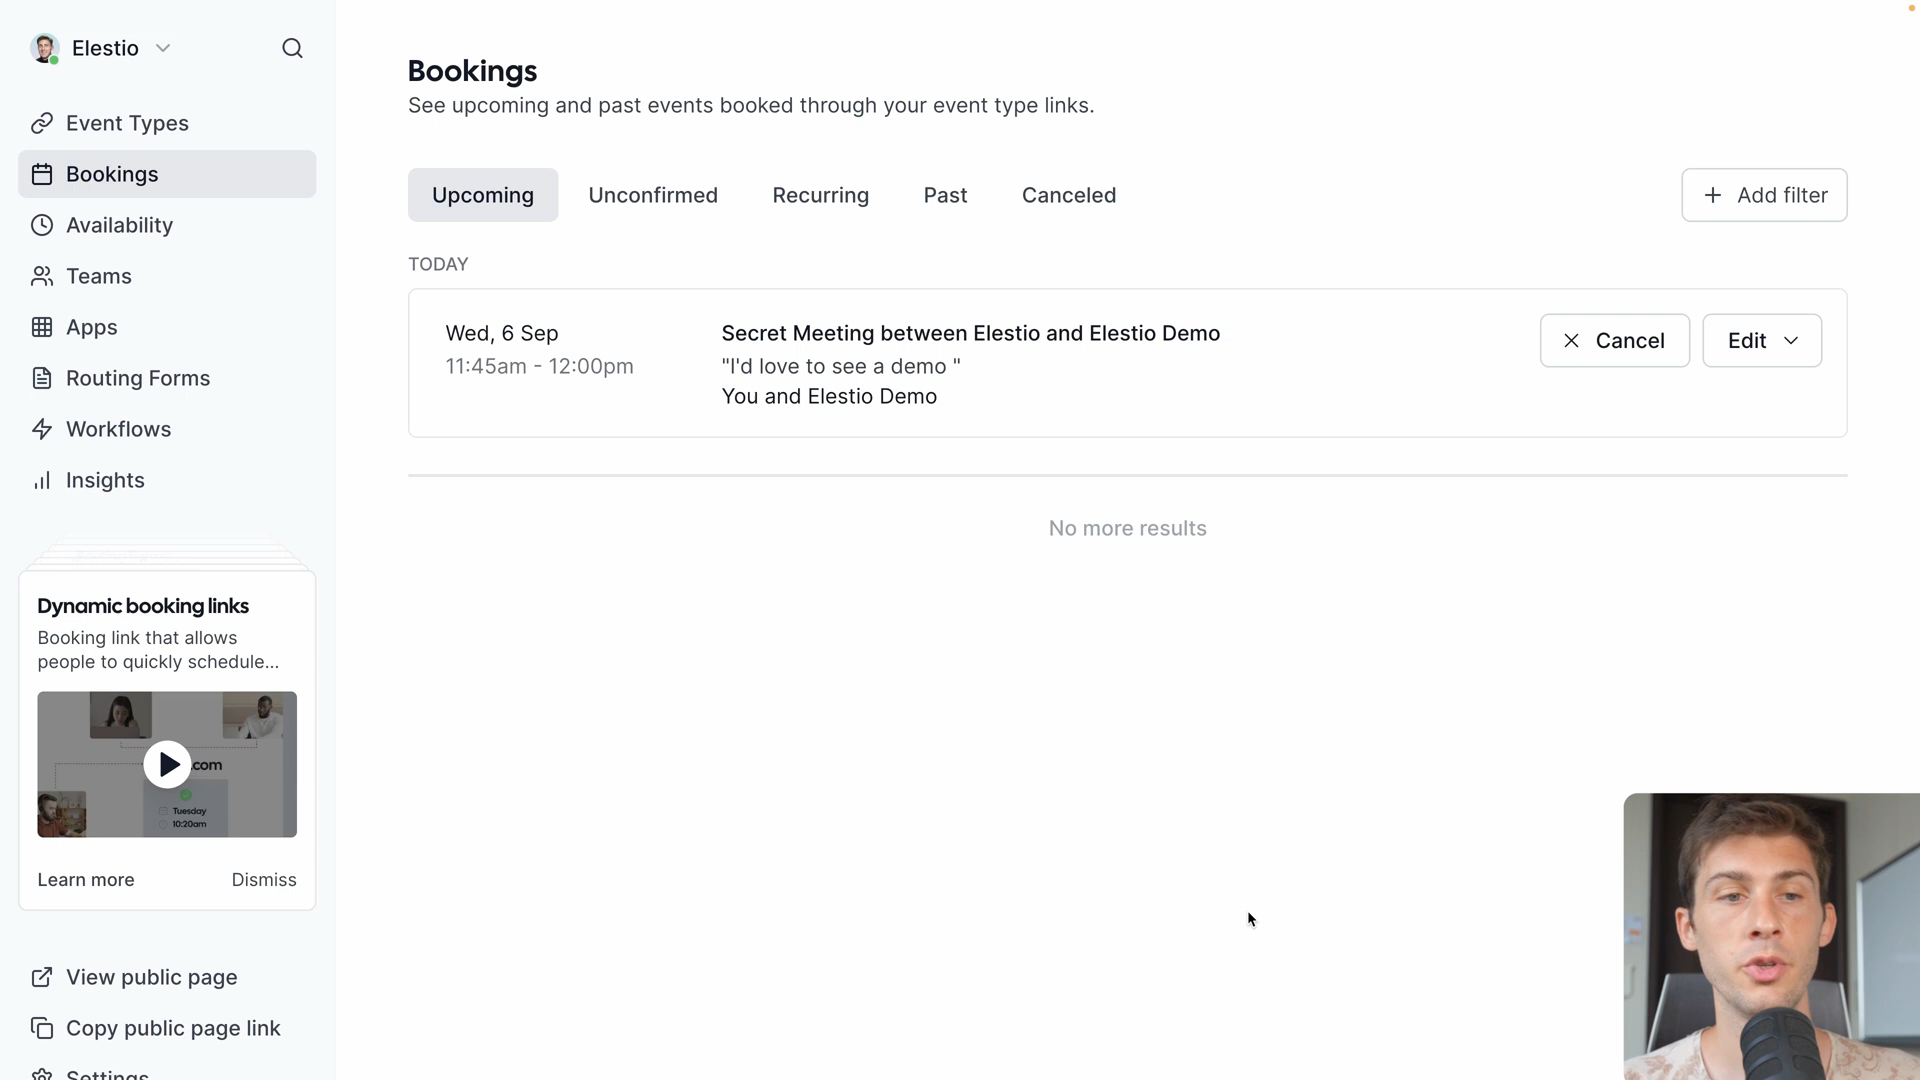 Elestio
Event Types
Bookings
Availability
Teams
Apps
Routing Forms
Workflows
Insights
Dynamic booking links
Booking link that allows
people to quickly schedule...
.com
Tuesday
10:20am
Learn more
Dismiss
View public page
Copy public page link
Settings
Bookings
See upcoming and past events booked through your event type links.
Upcoming
Unconfirmed
Recurring
Past
Canceled
Add filter
TODAY
Wed, 6 Sep
11:45am - 12:00pm
Secret Meeting between Elestio and Elestio Demo
"I'd love to see a demo "
You and Elestio Demo
Cancel
Edit
No more results